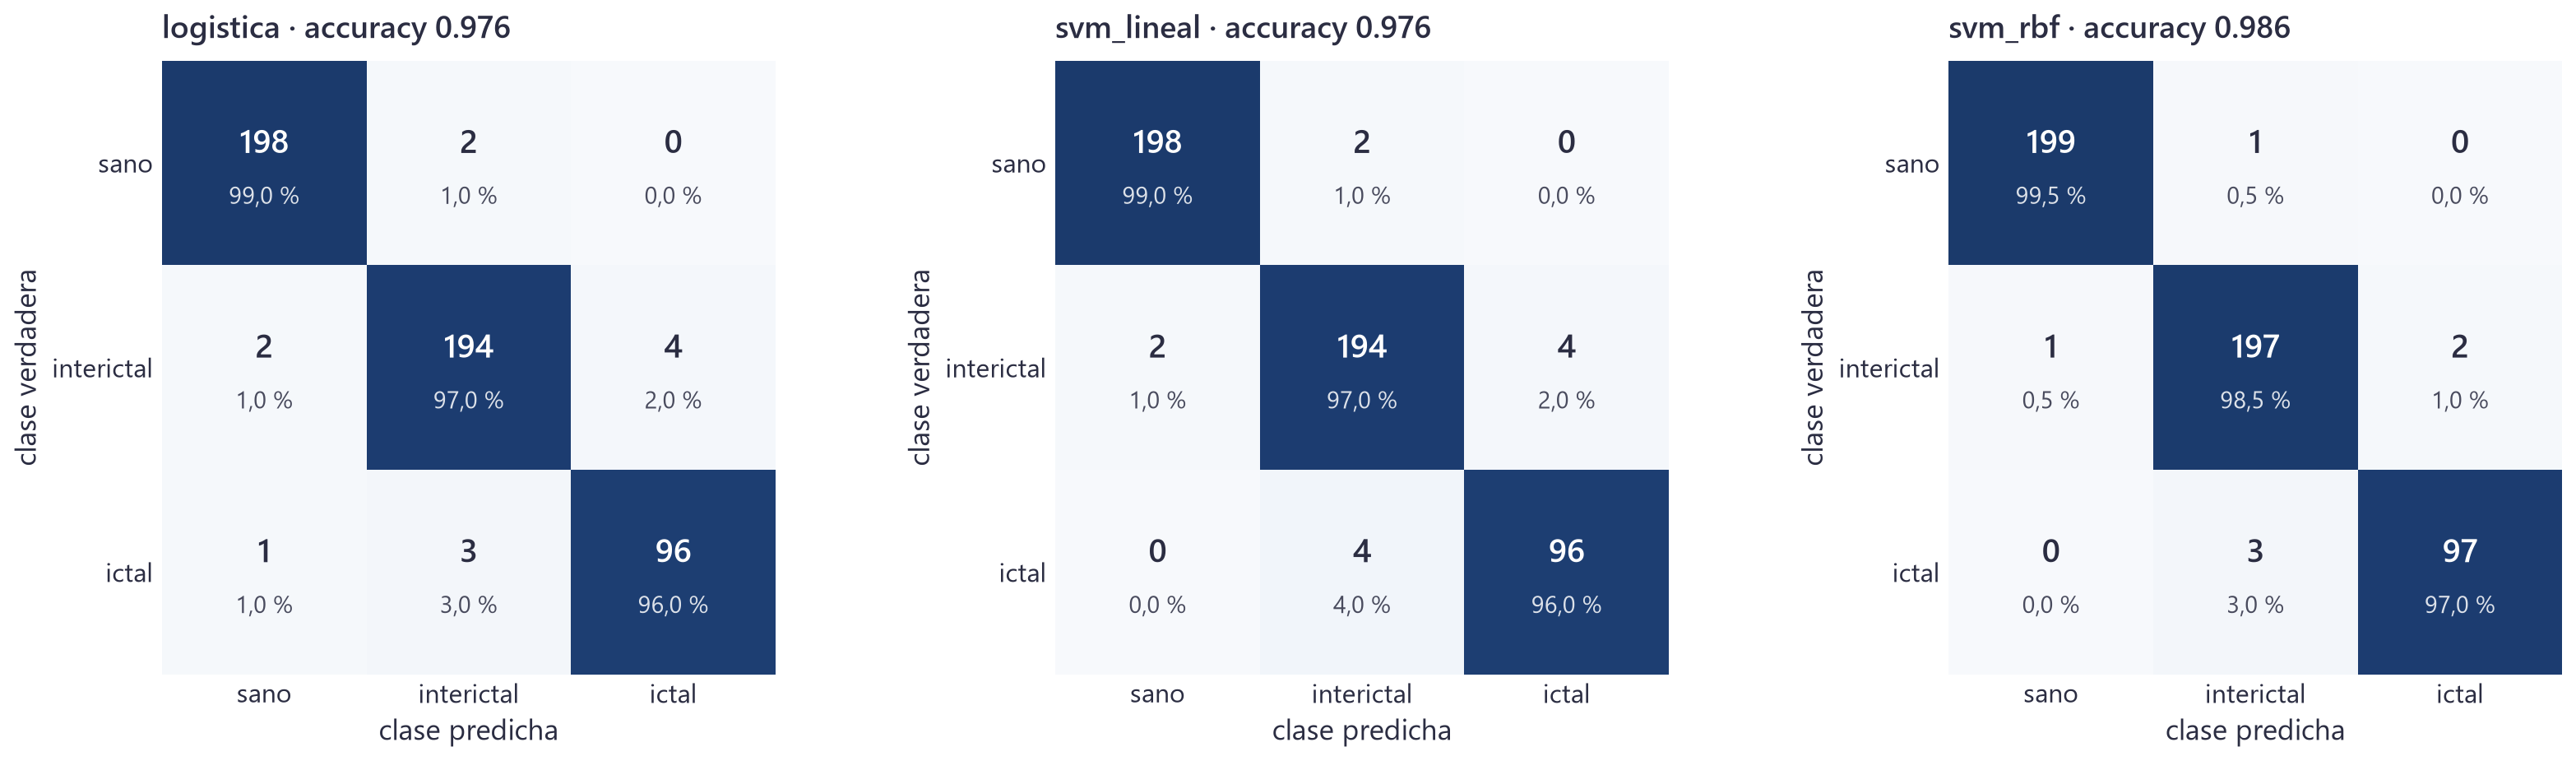 logistica · accuracy 0.976
198
2
0
sano
99,0 %
1,0 %
0,0 %
2
194
4
interictal
1,0 %
97,0 %
2,0 %
1
3
96
ictal
1,0 %
3,0 %
96,0 %
sano
interictal
ictal
clase predicha
clase verdadera
svm_lineal · accuracy 0.976
198
2
0
sano
99,0 %
1,0 %
0,0 %
2
194
4
interictal
1,0 %
97,0 %
2,0 %
0
4
96
ictal
0,0 %
4,0 %
96,0 %
sano
interictal
ictal
clase predicha
clase verdadera
svm_rbf · accuracy 0.986
199
1
0
sano
99,5 %
0,5 %
0,0 %
1
197
2
interictal
0,5 %
98,5 %
1,0 %
0
3
97
ictal
0,0 %
3,0 %
97,0 %
sano
interictal
ictal
clase predicha
clase verdadera